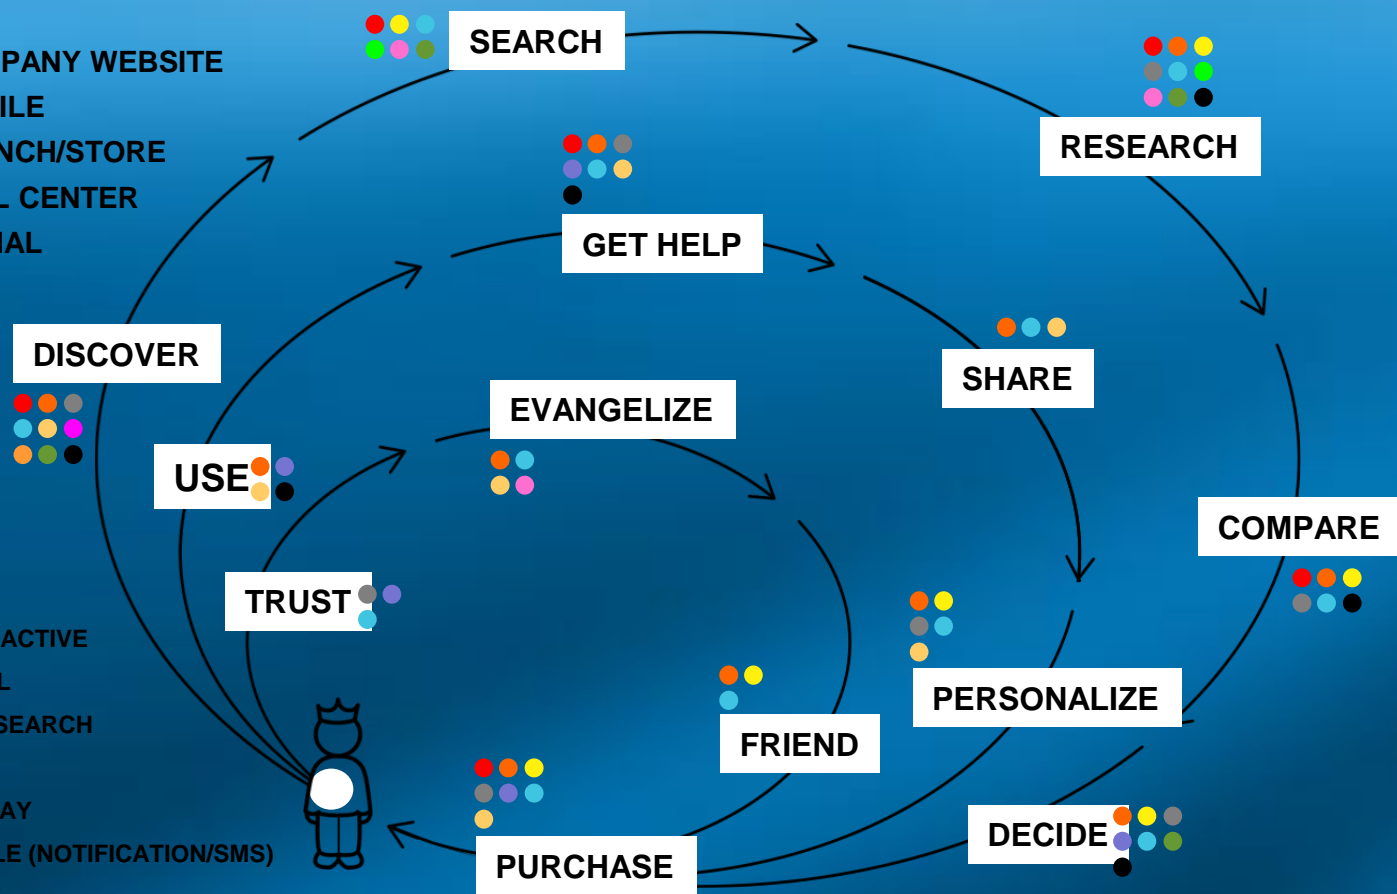 SEARCH
PANY WEBSITE
ILE
RESEARCH
NCH/STORE
L CENTER
GET HELP
IAL
DISCOVER
SHARE
EVANGELIZE
USE
COMPARE
TRUST
ACTIVE
L
PERSONALIZE
SEARCH
FRIEND
AY
DECIDE
LE (NOTIFICATION/SMS)
PURCHASE